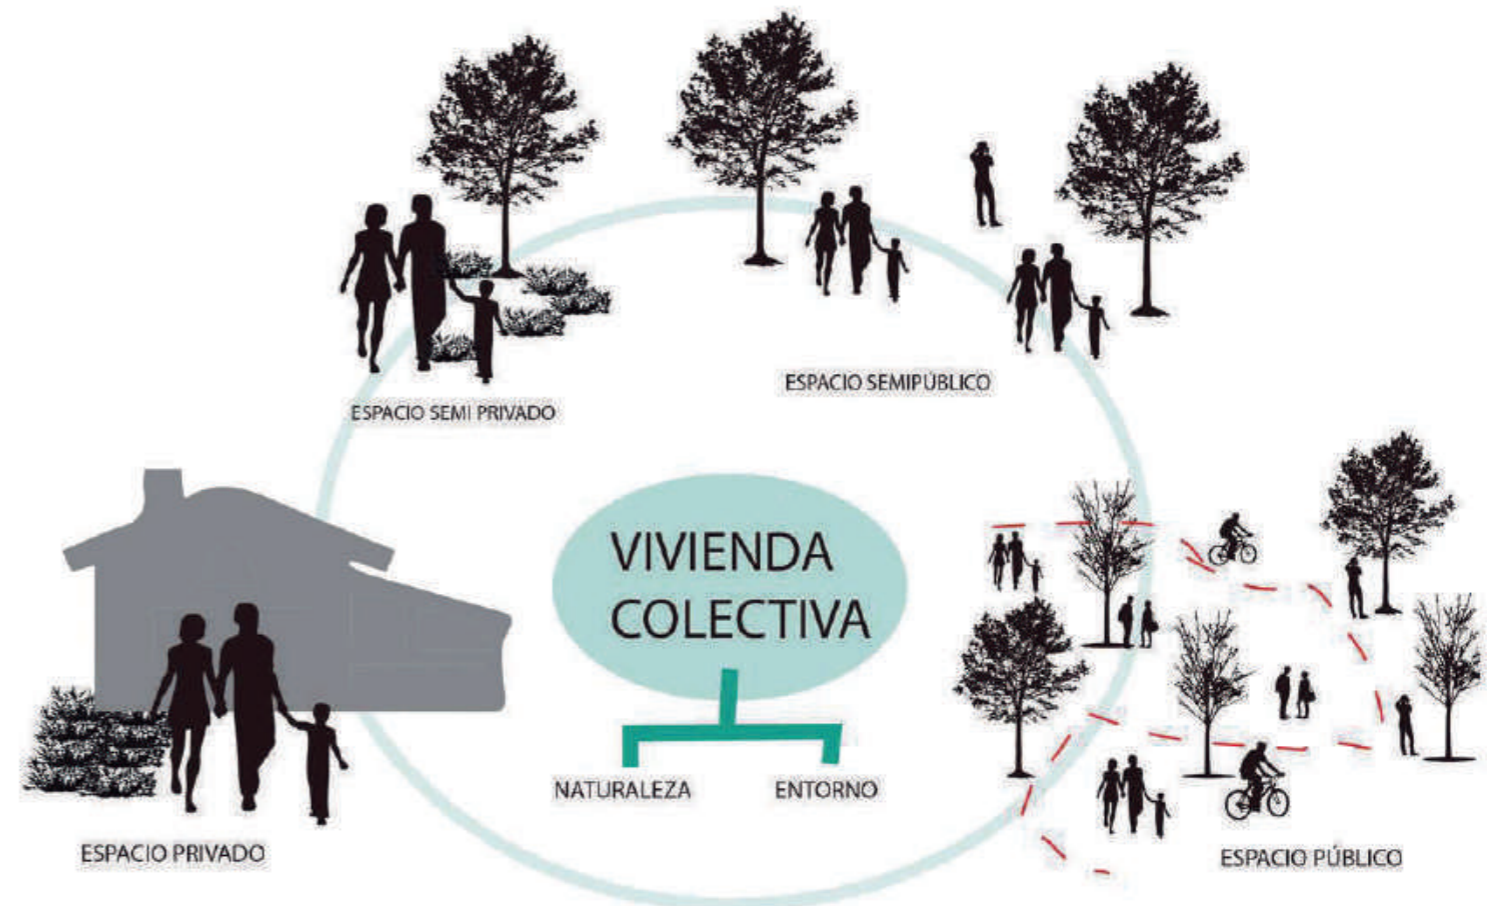 ESPACIO SEMIPÚBLICO
ESPACIO SEMI PRIVADO
VIVIENDA
COLECTIVA
NATURALEZA
ENTORNO
ESPACIO PRIVADO
ESPACIO PÚBLICO